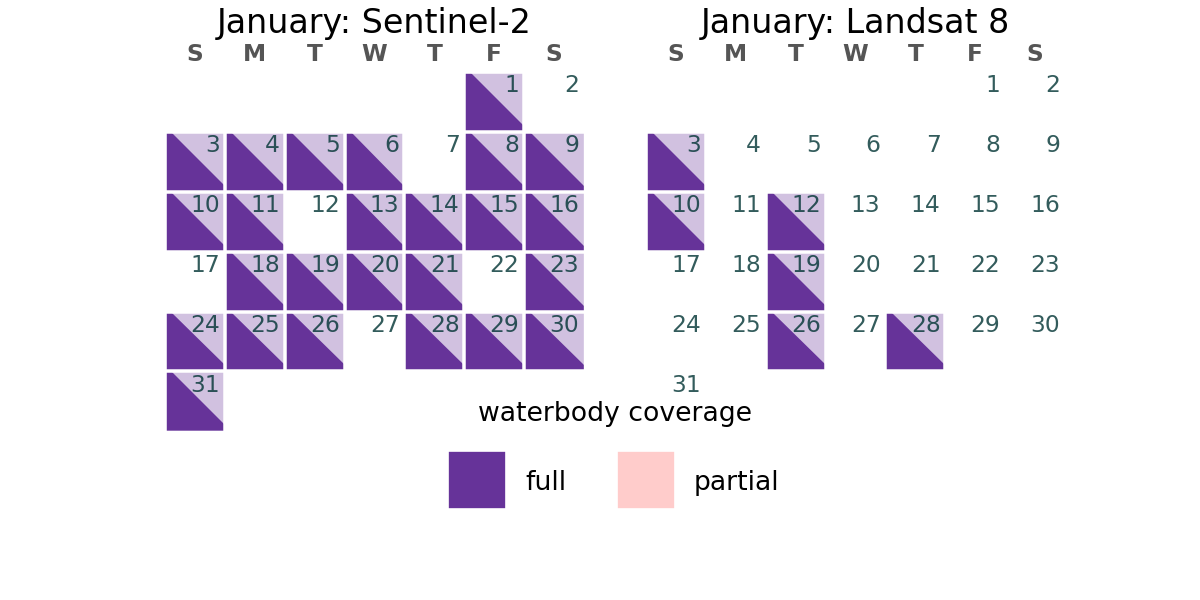 January: Sentinel-2
S M T W T F S
1 2
3 4 5 6 7 8 9
10 11 12 13 14 15 16
17 18 19 20 21 22 23
24 25 26 27 28 29 30
31
January: Landsat 8
S M T W T F S
1 2
3 4 5 6 7 8 9
10 11 12 13 14 15 16
17 18 19 20 21 22 23
24 25 26 27 28 29 30
31
waterbody coverage
full partial